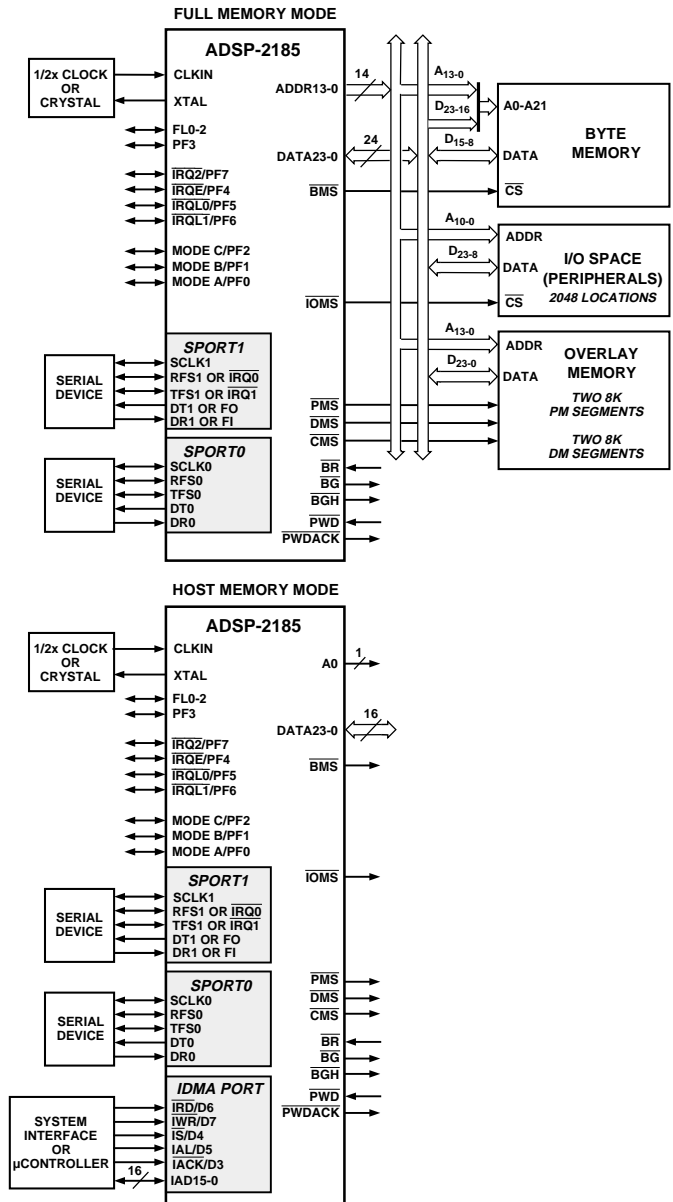 FULL MEMORY MODE
ADSP-2185
1/2x CLOCK
OR
CRYSTAL
CLKIN
XTAL
FL0-2
PF3
IRQ2/PF7
IRQE/PF4
IRQL0/PF5
IRQL1/PF6
MODE C/PF2
MODE B/PF1
MODE A/PF0
SPORT1
SERIAL
DEVICE
SCLK1
RFS1 OR IRQ0
TFS1 OR IRQ1
DT1 OR FO
DR1 OR FI
SPORT0
SERIAL
DEVICE
SCLK0
RFS0
TFS0
DT0
DR0
ADDR13-0
14
DATA23-0
24
BMS
IOMS
PMS
DMS
CMS
BR
BG
BGH
PWD
PWDACK
A13-0
D23-16
D15-8
A0-A21
DATA
CS
BYTE
MEMORY
A10-0
D23-8
ADDR
DATA
CS
I/O SPACE
(PERIPHERALS)
2048 LOCATIONS
A13-0
D23-0
ADDR
DATA
OVERLAY
MEMORY
TWO 8K
PM SEGMENTS
TWO 8K
DM SEGMENTS
HOST MEMORY MODE
ADSP-2185
1/2x CLOCK
OR
CRYSTAL
CLKIN
XTAL
FL0-2
PF3
IRQ2/PF7
IRQE/PF4
IRQL0/PF5
IRQL1/PF6
MODE C/PF2
MODE B/PF1
MODE A/PF0
SPORT1
SERIAL
DEVICE
SCLK1
RFS1 OR IRQ0
TFS1 OR IRQ1
DT1 OR FO
DR1 OR FI
SPORT0
SERIAL
DEVICE
SCLK0
RFS0
TFS0
DT0
DR0
IDMA PORT
SYSTEM
INTERFACE
OR
µCONTROLLER
IRD/D6
IWR/D7
IS/D4
IAL/D5
IACK/D3
16
IAD15-0
A0
1
DATA23-0
16
BMS
IOMS
PMS
DMS
CMS
BR
BG
BGH
PWD
PWDACK